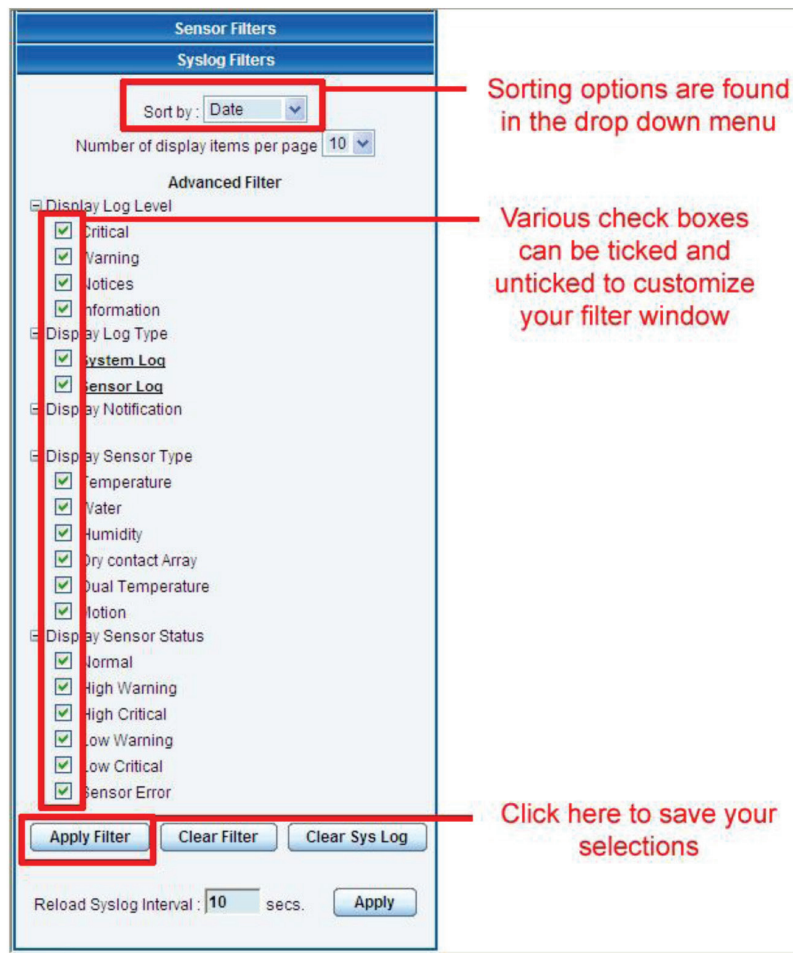 Sensor Filters
Syslog Filters
Sort by : Date
Number of display items per page 10
Advanced Filter
Display Log Level
Critical
Warning
Notices
Information
Display Log Type
System Log
Sensor Log
Display Notification
Display Sensor Type
Temperature
Water
Humidity
Dry contact Array
Dual Temperature
Motion
Display Sensor Status
Normal
High Warning
High Critical
Low Warning
Low Critical
Sensor Error
Apply Filter Clear Filter Clear Sys Log
Reload Syslog Interval : 10 secs. Apply
Sorting options are found
in the drop down menu
Various check boxes
can be ticked and
unticked to customize
your filter window
Click here to save your
selections